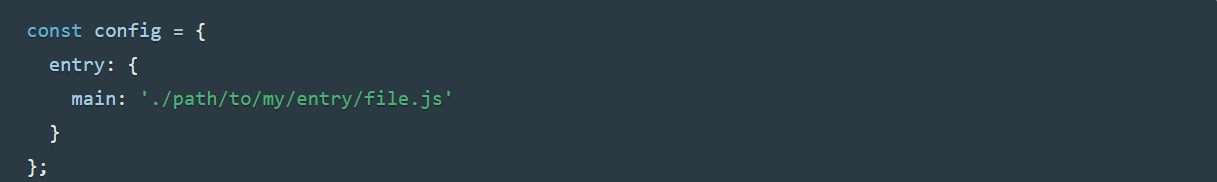 const config = {
  entry: {
    main: './path/to/my/entry/file.js'
  }
};